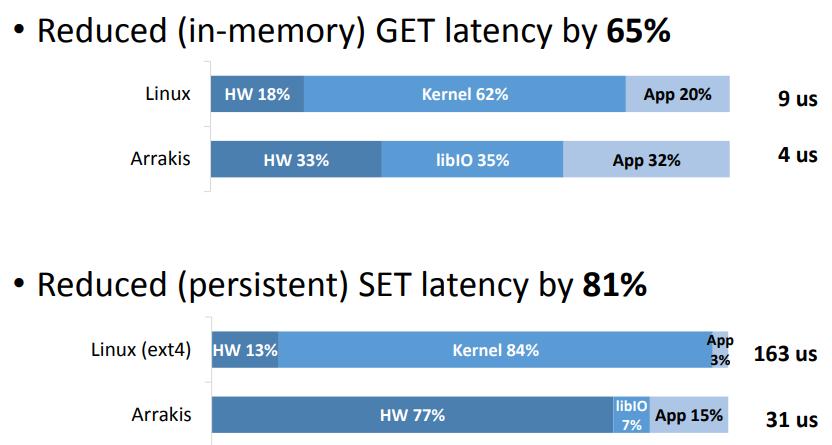 • Reduced (in-memory) GET latency by 65%
Linux HW 18% Kernel 62% App 20% 9 us
Arrakis HW 33% libIO 35% App 32% 4 us
• Reduced (persistent) SET latency by 81%
Linux (ext4) HW 13% Kernel 84% App 3% 163 us
Arrakis HW 77% libIO 7% App 15% 31 us